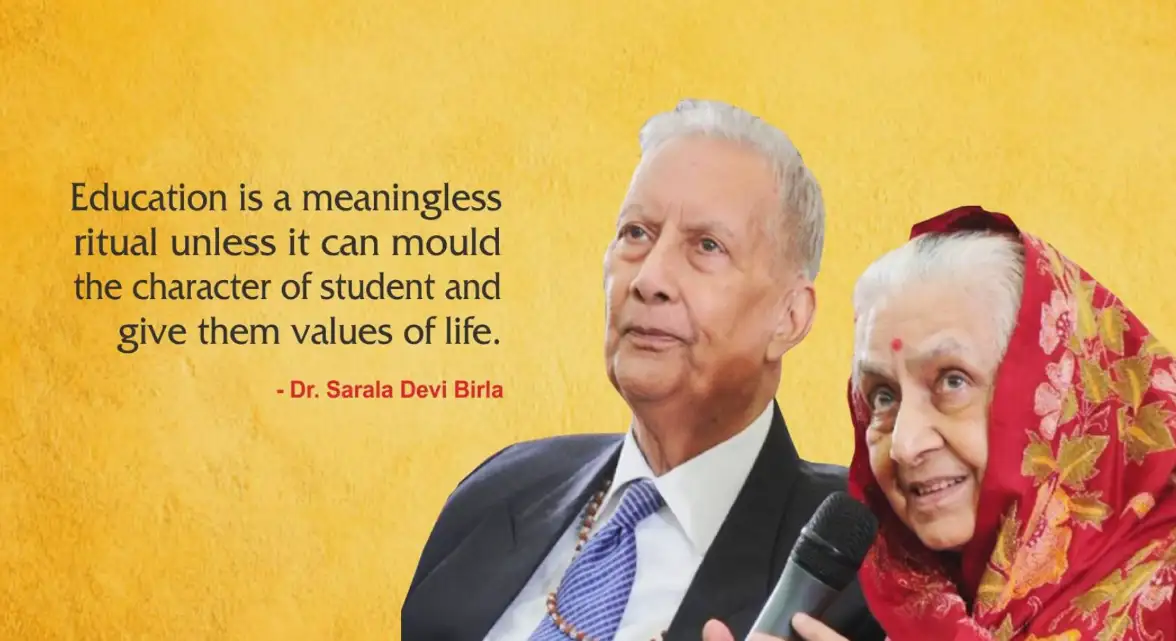 Education is a meaningless
ritual unless it can mould
the character of student and
give them values of life.
- Dr. Sarala Devi Birla